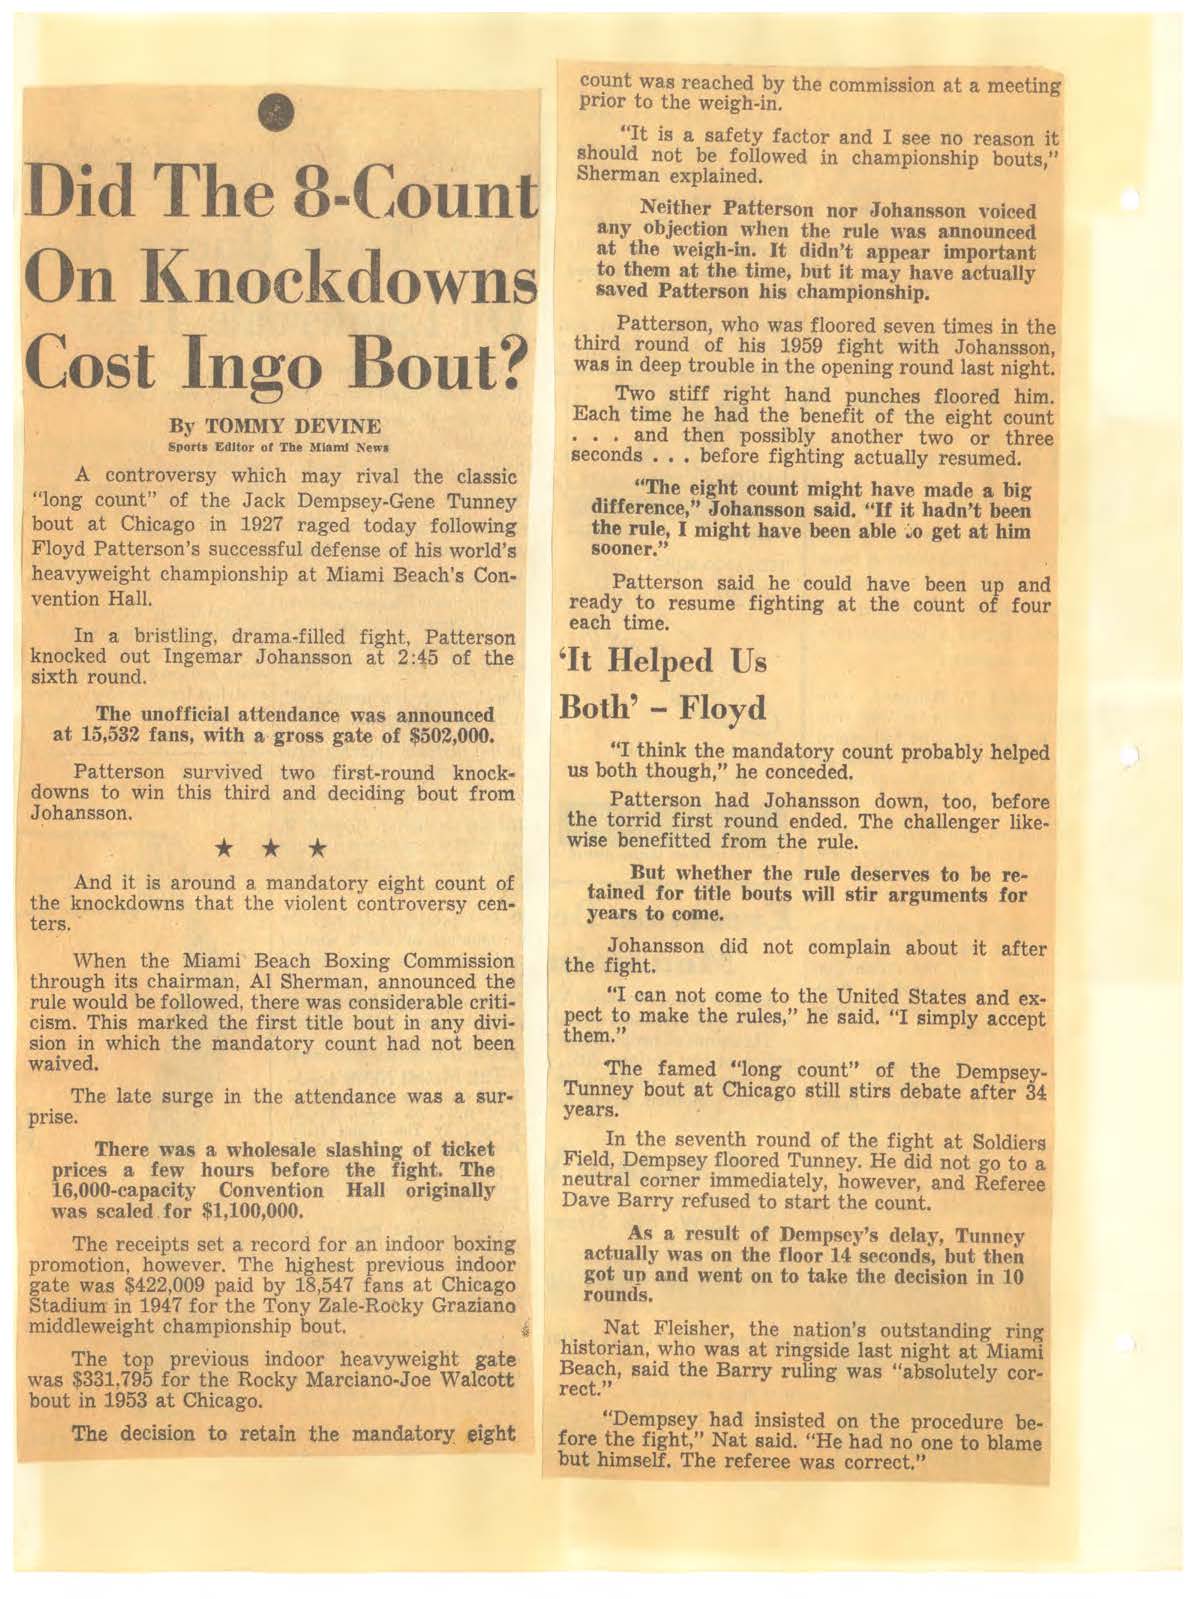 Did The 8-Count
On Knockdowns
Cost Ingo Bout?
By TOMMY DEVINE
Sports Editor of The Miami News
A controversy which may rival the classic
"long count" of the Jack Dempsey-Gene Tunney
bout at Chicago in 1927 raged today following
Floyd Patterson's successful defense of his world's
heavyweight championship at Miami Beach's Con-
vention Hall.
In a bristling, drama-filled fight, Patterson
knocked out Ingemar Johansson at 2:45 of the
sixth round.
The unofficial attendance was announced
at 15,532 fans, with a gross gate of $502,000.
Patterson survived two first-round knock-
downs to win this third and deciding bout from
Johansson.
★ ★ ★
And it is around a mandatory eight count of
the knockdowns that the violent controversy cen-
ters.
When the Miami Beach Boxing Commission
through its chairman, Al Sherman, announced the
rule would be followed, there was considerable criti-
cism. This marked the first title bout in any divi-
sion in which the mandatory count had not been
waived.
The late surge in the attendance was a sur-
prise.
There was a wholesale slashing of ticket
prices a few hours before the fight. The
16,000-capacity Convention Hall originally
was scaled for $1,100,000.
The receipts set a record for an indoor boxing
promotion, however. The highest previous indoor
gate was $422,009 paid by 18,547 fans at Chicago
Stadium in 1947 for the Tony Zale-Rocky Graziano
middleweight championship bout.
The top previous indoor heavyweight gate
was $331,795 for the Rocky Marciano-Joe Walcott
bout in 1953 at Chicago.
The decision to retain the mandatory eight
count was reached by the commission at a meeting
prior to the weigh-in.
"It is a safety factor and I see no reason it
should not be followed in championship bouts,"
Sherman explained.
Neither Patterson nor Johansson voiced
any objection when the rule was announced
at the weigh-in. It didn't appear important
to them at the time, but it may have actually
saved Patterson his championship.
Patterson, who was floored seven times in the
third round of his 1959 fight with Johansson,
was in deep trouble in the opening round last night.
Two stiff right hand punches floored him.
Each time he had the benefit of the eight count
. . . and then possibly another two or three
seconds . . . before fighting actually resumed.
"The eight count might have made a big
difference," Johansson said. "If it hadn't been
the rule, I might have been able to get at him
sooner."
Patterson said he could have been up and
ready to resume fighting at the count of four
each time.
'It Helped Us
Both' – Floyd
"I think the mandatory count probably helped
us both though," he conceded.
Patterson had Johansson down, too, before
the torrid first round ended. The challenger like-
wise benefitted from the rule.
But whether the rule deserves to be re-
tained for title bouts will stir arguments for
years to come.
Johansson did not complain about it after
the fight.
"I can not come to the United States and ex-
pect to make the rules," he said. "I simply accept
them."
The famed "long count" of the Dempsey-
Tunney bout at Chicago still stirs debate after 34
years.
In the seventh round of the fight at Soldiers
Field, Dempsey floored Tunney. He did not go to a
neutral corner immediately, however, and Referee
Dave Barry refused to start the count.
As a result of Dempsey's delay, Tunney
actually was on the floor 14 seconds, but then
got up and went on to take the decision in 10
rounds.
Nat Fleisher, the nation's outstanding ring
historian, who was at ringside last night at Miami
Beach, said the Barry ruling was "absolutely cor-
rect."
"Dempsey had insisted on the procedure be-
fore the fight," Nat said. "He had no one to blame
but himself. The referee was correct."